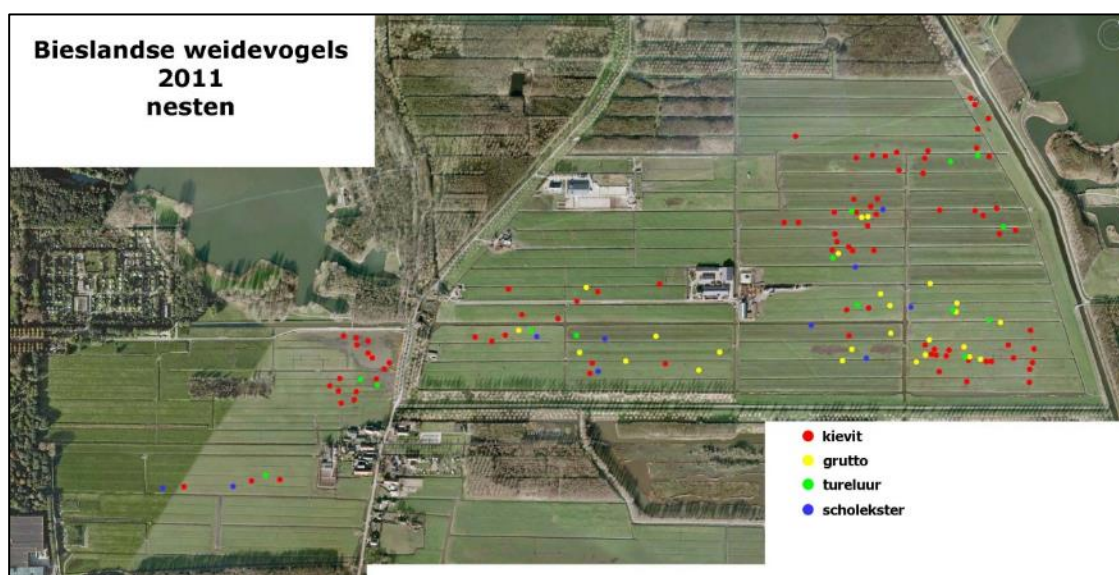 Bieslandse weidevogels
2011
nesten
kievit
grutto
tureluur
scholekster